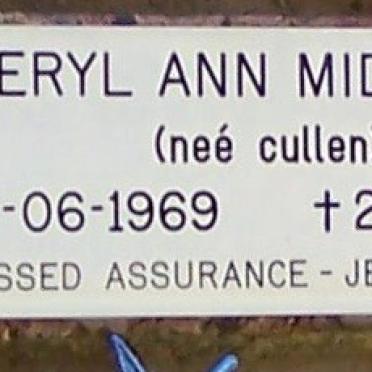 ERYL ANN MID
(neé cullen)
-06-1969 †2
SSED ASSURANCE - JE